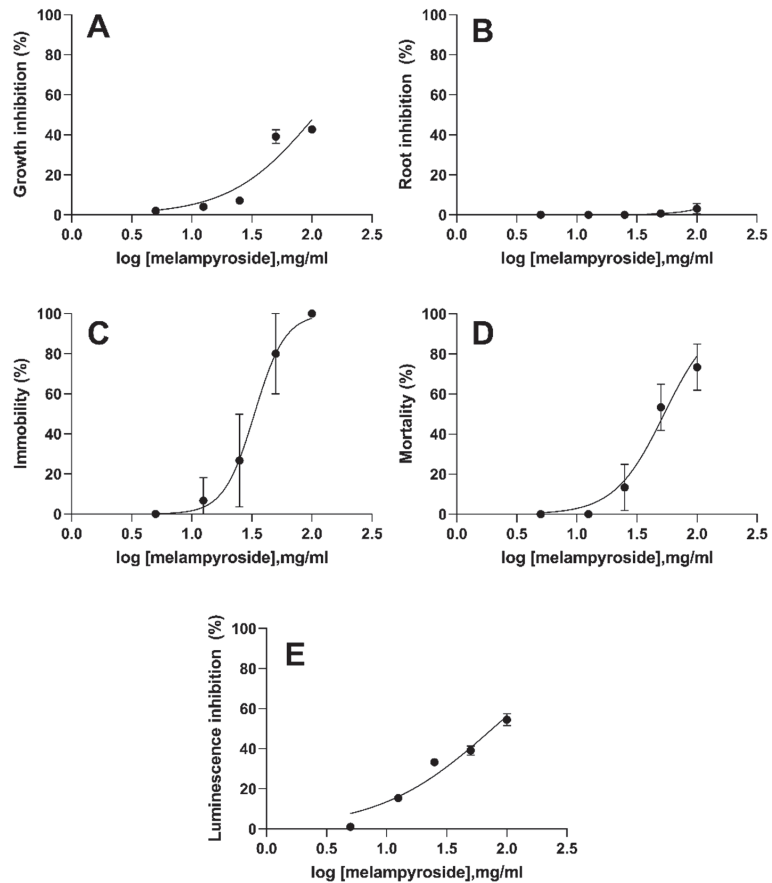 A
B
Growth inhibition (%)
100
80
60
40
20
0
0.0 0.5 1.0 1.5 2.0 2.5
log [melampyroside],mg/ml
Root inhibition (%)
100
80
60
40
20
0
0.0 0.5 1.0 1.5 2.0 2.5
log [melampyroside],mg/ml
C
D
Immobility (%)
100
80
60
40
20
0
0.0 0.5 1.0 1.5 2.0 2.5
log [melampyroside],mg/ml
Mortality (%)
100
80
60
40
20
0
0.0 0.5 1.0 1.5 2.0 2.5
log [melampyroside],mg/ml
E
Luminescence inhibition (%)
100
80
60
40
20
0
0.0 0.5 1.0 1.5 2.0 2.5
log [melampyroside],mg/ml